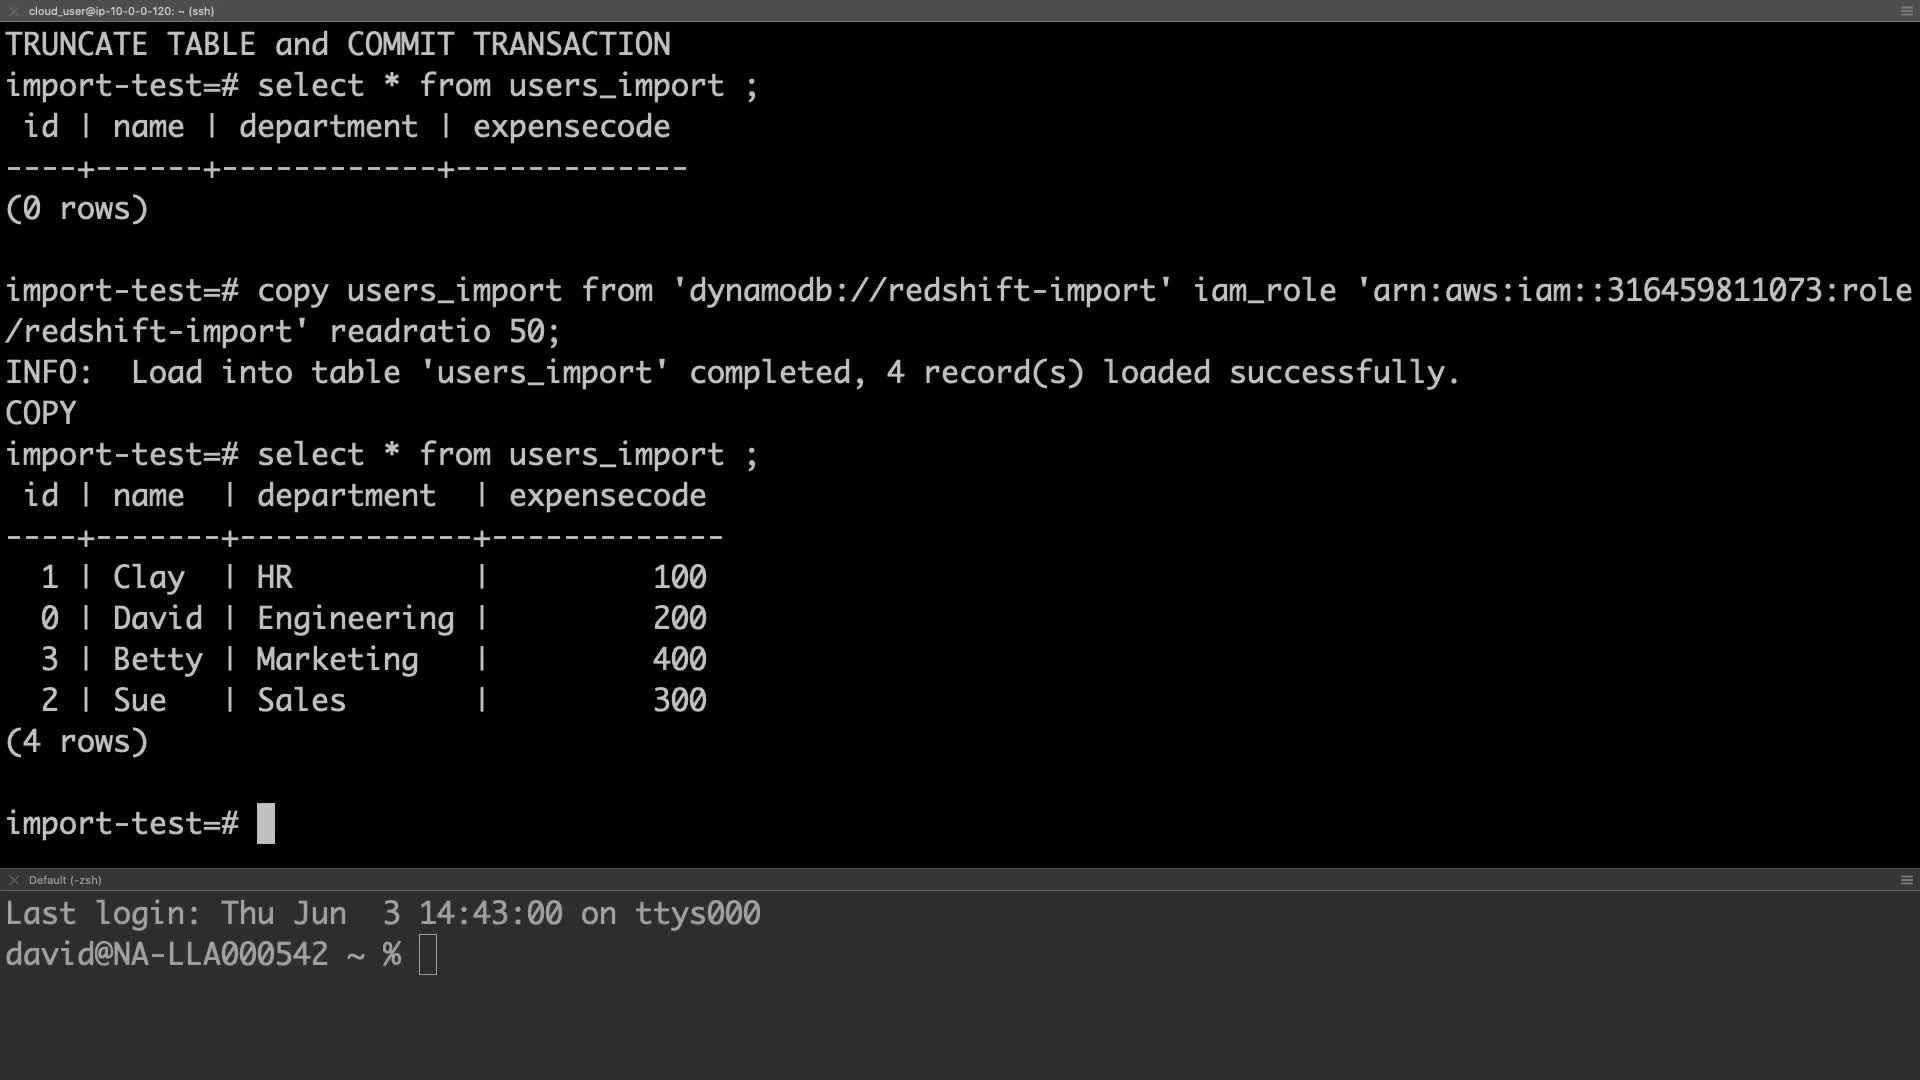 cloud_user@ip-10-0-0-120: ~ (ssh)
TRUNCATE TABLE and COMMIT TRANSACTION
import-test=# select * from users_import ;
 id | name | department | expensecode
----+------+------------+-------------
(0 rows)
import-test=# copy users_import from 'dynamodb://redshift-import' iam_role 'arn:aws:iam::316459811073:role
/redshift-import' readratio 50;
INFO:  Load into table 'users_import' completed, 4 record(s) loaded successfully.
COPY
import-test=# select * from users_import ;
 id | name  | department  | expensecode
----+-------+-------------+-------------
  1 | Clay  | HR          |         100
  0 | David | Engineering |         200
  3 | Betty | Marketing   |         400
  2 | Sue   | Sales       |         300
(4 rows)
import-test=#
Default (-zsh)
Last login: Thu Jun  3 14:43:00 on ttys000
david@NA-LLA000542 ~ %